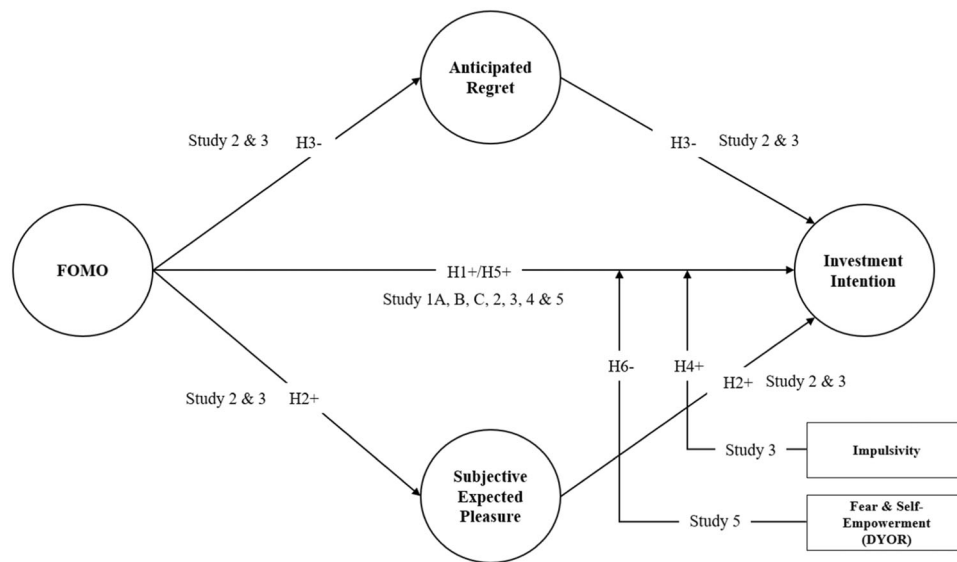 Anticipated
Regret
Study 2 & 3 H3-
H3- Study 2 & 3
FOMO
H1+/H5+
Study 1A, B, C, 2, 3, 4 & 5
Investment
Intention
H6-
H4+
Study 2 & 3 H2+
H2+ Study 2 & 3
Subjective
Expected
Pleasure
Study 3
Impulsivity
Study 5
Fear & Self-
Empowerment
(DYOR)